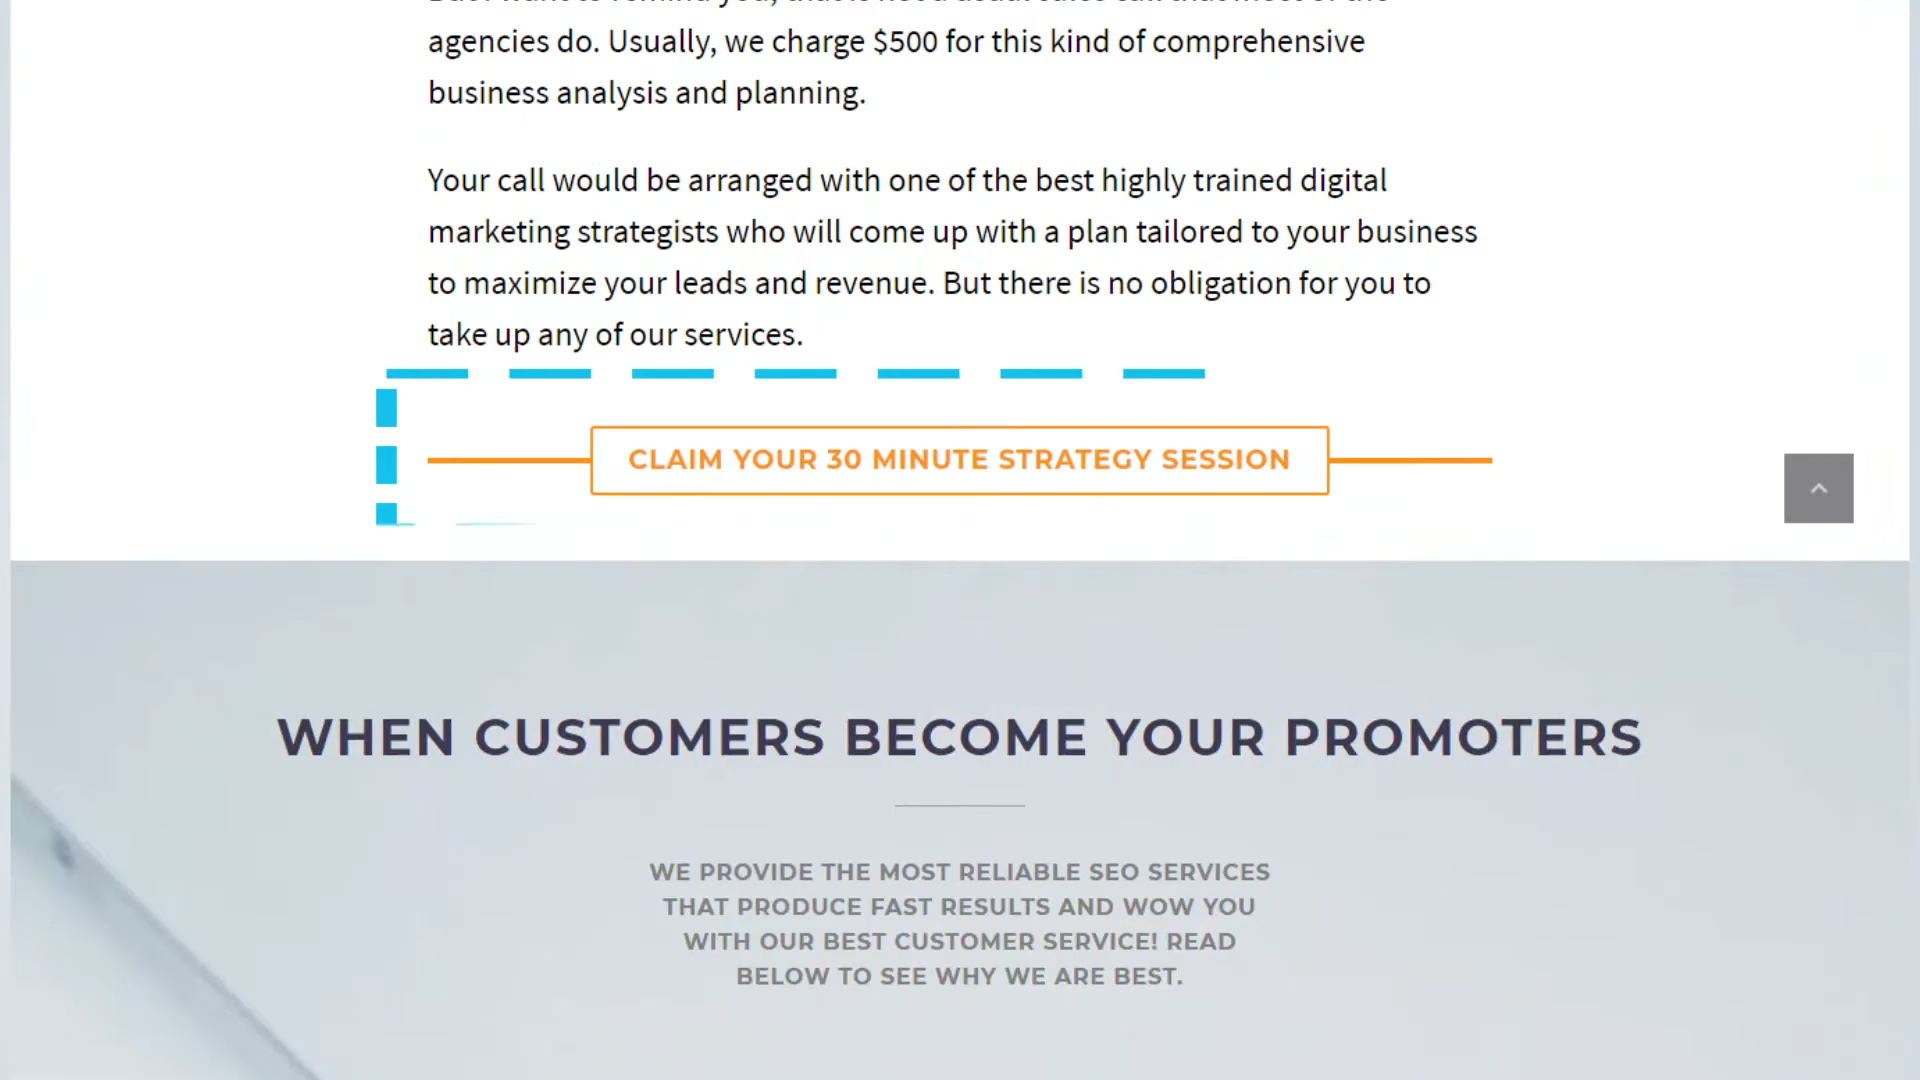 agencies do. Usually, we charge $500 for this kind of comprehensive
business analysis and planning.
Your call would be arranged with one of the best highly trained digital
marketing strategists who will come up with a plan tailored to your business
to maximize your leads and revenue. But there is no obligation for you to
take up any of our services.
CLAIM YOUR 30 MINUTE STRATEGY SESSION
WHEN CUSTOMERS BECOME YOUR PROMOTERS
WE PROVIDE THE MOST RELIABLE SEO SERVICES
THAT PRODUCE FAST RESULTS AND WOW YOU
WITH OUR BEST CUSTOMER SERVICE! READ
BELOW TO SEE WHY WE ARE BEST.